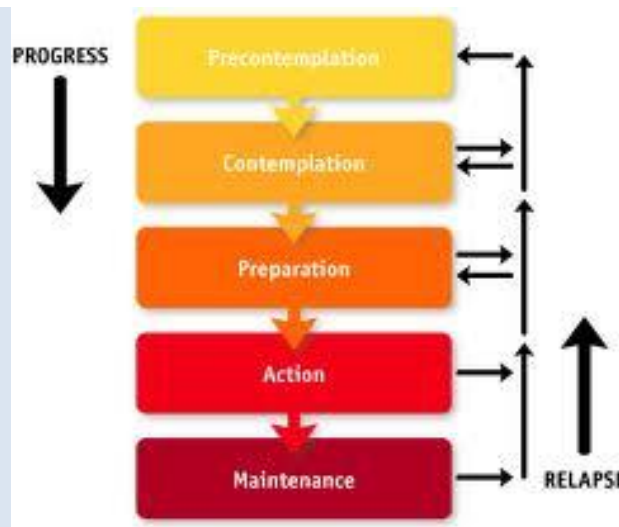 PROGRESS
Precontemplation
Contemplation
Preparation
Action
Maintenance
RELAPSE